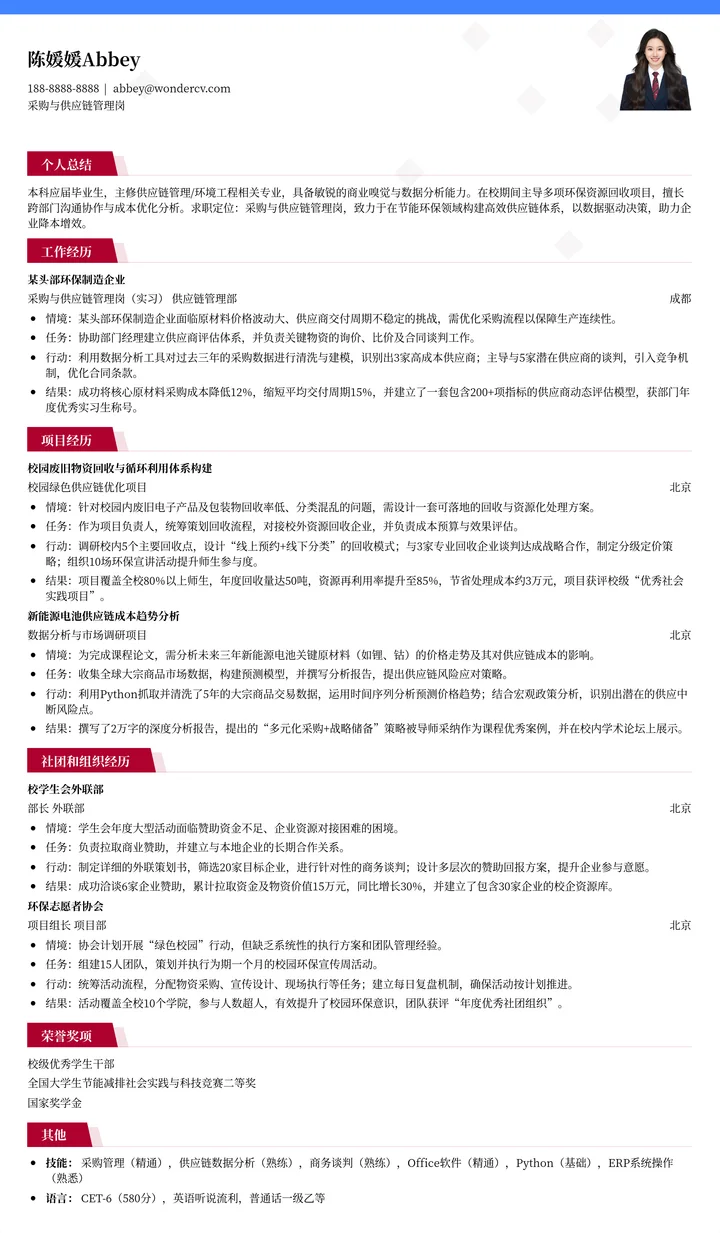 陈媛媛Abbey
188-8888-8888 | abbey@wondercv.com
采购与供应链管理岗
个人总结
本科应届毕业生，主修供应链管理/环境工程相关专业，具备敏锐的商业嗅觉与数据分析能力。在校期间主导多项环保资源回收项目，擅长
跨部门沟通协作与成本优化分析。求职定位：采购与供应链管理岗，致力于在节能环保领域构建高效供应链体系，以数据驱动决策，助力企
业降本增效。
工作经历
某头部环保制造企业
采购与供应链管理岗（实习） 供应链管理部 成都
• 情境：某头部环保制造企业面临原材料价格波动大、供应商交付周期不稳定的挑战，需优化采购流程以保障生产连续性。
• 任务：协助部门经理建立供应商评估体系，并负责关键物资的询价、比价及合同谈判工作。
• 行动：利用数据分析工具对过去三年的采购数据进行清洗与建模，识别出3家高成本供应商；主导与5家潜在供应商的谈判，引入竞争机
制，优化合同条款。
• 结果：成功将核心原材料采购成本降低12%，缩短平均交付周期15%，并建立了一套包含200+项指标的供应商动态评估模型，获部门年
度优秀实习生称号。
项目经历
校园废旧物资回收与循环利用体系构建
校园绿色供应链优化项目 北京
• 情境：针对校园内废旧电子产品及包装物回收率低、分类混乱的问题，需设计一套可落地的回收与资源化处理方案。
• 任务：作为项目负责人，统筹策划回收流程，对接校外资源回收企业，并负责成本预算与效果评估。
• 行动：调研校内5个主要回收点，设计“线上预约+线下分类”的回收模式；与3家专业回收企业谈判达成战略合作，制定分级定价策
略；组织10场环保宣讲活动提升师生参与度。
• 结果：项目覆盖全校80%以上师生，年度回收量达50吨，资源再利用率提升至85%，节省处理成本约3万元，项目获评校级“优秀社会
实践项目”。
新能源电池供应链成本趋势分析
数据分析与市场调研项目 北京
• 情境：为完成课程论文，需分析未来三年新能源电池关键原材料（如锂、钴）的价格走势及其对供应链成本的影响。
• 任务：收集全球大宗商品市场数据，构建预测模型，并撰写分析报告，提出供应链风险应对策略。
• 行动：利用Python抓取并清洗了5年的大宗商品交易数据，运用时间序列分析预测价格趋势；结合宏观政策分析，识别出潜在的供应中
断风险点。
• 结果：撰写了2万字的深度分析报告，提出的“多元化采购+战略储备”策略被导师采纳作为课程优秀案例，并在校内学术论坛上展示。
社团和组织经历
校学生会外联部
部长 外联部 北京
• 情境：学生会年度大型活动面临赞助资金不足、企业资源对接困难的困境。
• 任务：负责拉取商业赞助，并建立与本地企业的长期合作关系。
• 行动：制定详细的外联策划书，筛选20家目标企业，进行针对性的商务谈判；设计多层次的赞助回报方案，提升企业参与意愿。
• 结果：成功洽谈6家企业赞助，累计拉取资金及物资价值15万元，同比增长30%，并建立了包含30家企业的校企资源库。
环保志愿者协会
项目组长 项目部 北京
• 情境：协会计划开展“绿色校园”行动，但缺乏系统性的执行方案和团队管理经验。
• 任务：组建15人团队，策划并执行为期一个月的校园环保宣传周活动。
• 行动：统筹活动流程，分配物资采购、宣传设计、现场执行等任务；建立每日复盘机制，确保活动按计划推进。
• 结果：活动覆盖全校10个学院，参与人数超人，有效提升了校园环保意识，团队获评“年度优秀社团组织”。
荣誉奖项
校级优秀学生干部
全国大学生节能减排社会实践与科技竞赛二等奖
国家奖学金
其他
• 技能： 采购管理（精通）, 供应链数据分析（熟练）, 商务谈判（熟练）, Office软件（精通）, Python（基础）, ERP系统操作
（熟悉）
• 语言： CET-6（580分）, 英语听说流利，普通话一级乙等